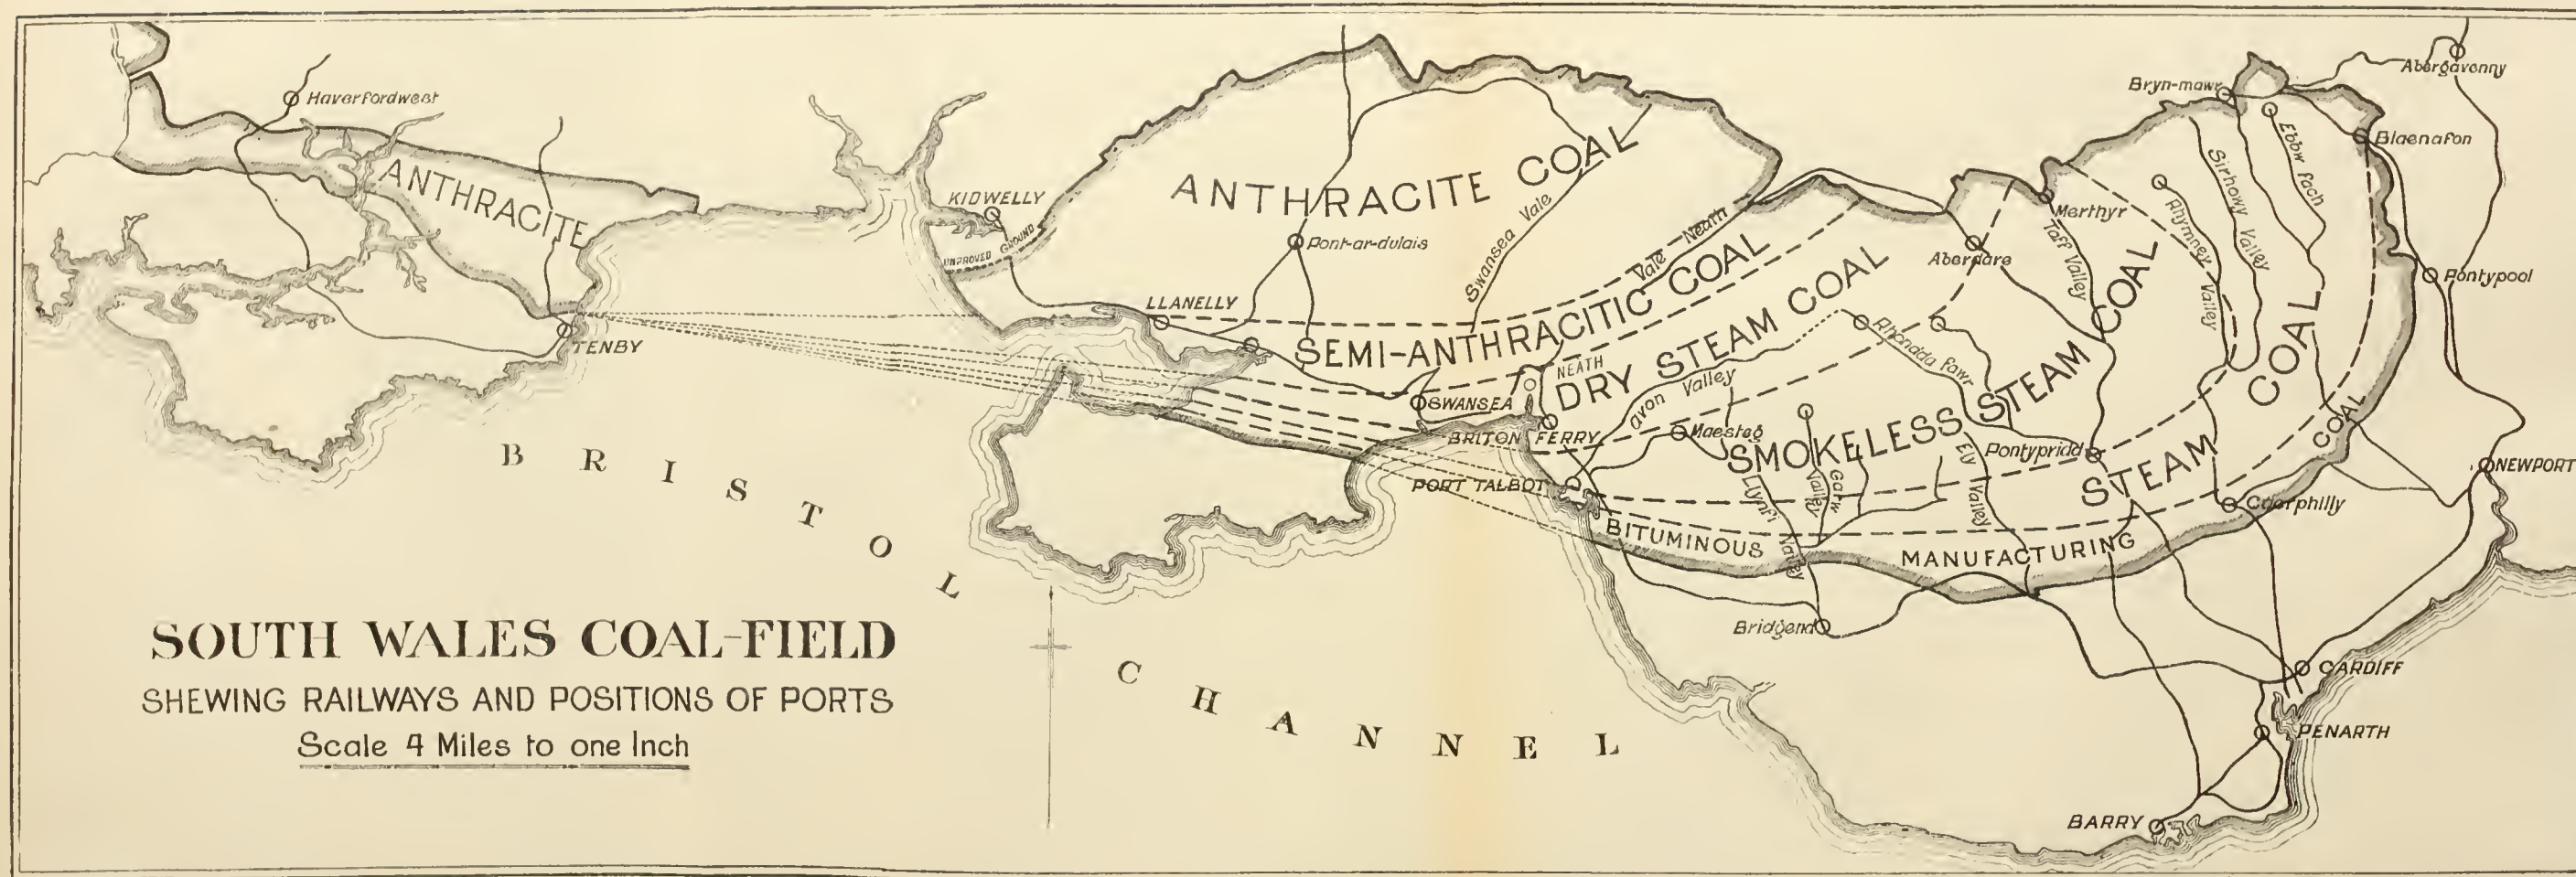 Haverfordwest
ANTHRACITE
TENBY
KIDWELLY
UNPROVED GROUND
LLANELLY
ANTHRACITE COAL
Pont-ar-dulais
Swansea Vale
Vale Neath
SEMI-ANTHRACITIC COAL
DRY STEAM COAL
SWANSEA
NEATH
BRITON FERRY
Avon Valley
Maesteg
PORT TALBOT
SMOKELESS STEAM COAL
Rhondda fawr
Aberdare
Merthyr
Taff Valley
Rhymney Valley
Sirhowy Valley
Ebbw fach
Bryn-mawr
Abergavenny
Blaenafon
Pontypool
STEAM COAL
Pontypridd
Ely Valley
Garw Valley
Llynfi Valley
BITUMINOUS MANUFACTURING COAL
Caerphilly
NEWPORT
Bridgend
CARDIFF
PENARTH
BARRY
BRISTOL CHANNEL
SOUTH WALES COAL-FIELD
SHEWING RAILWAYS AND POSITIONS OF PORTS
Scale 4 Miles to one Inch